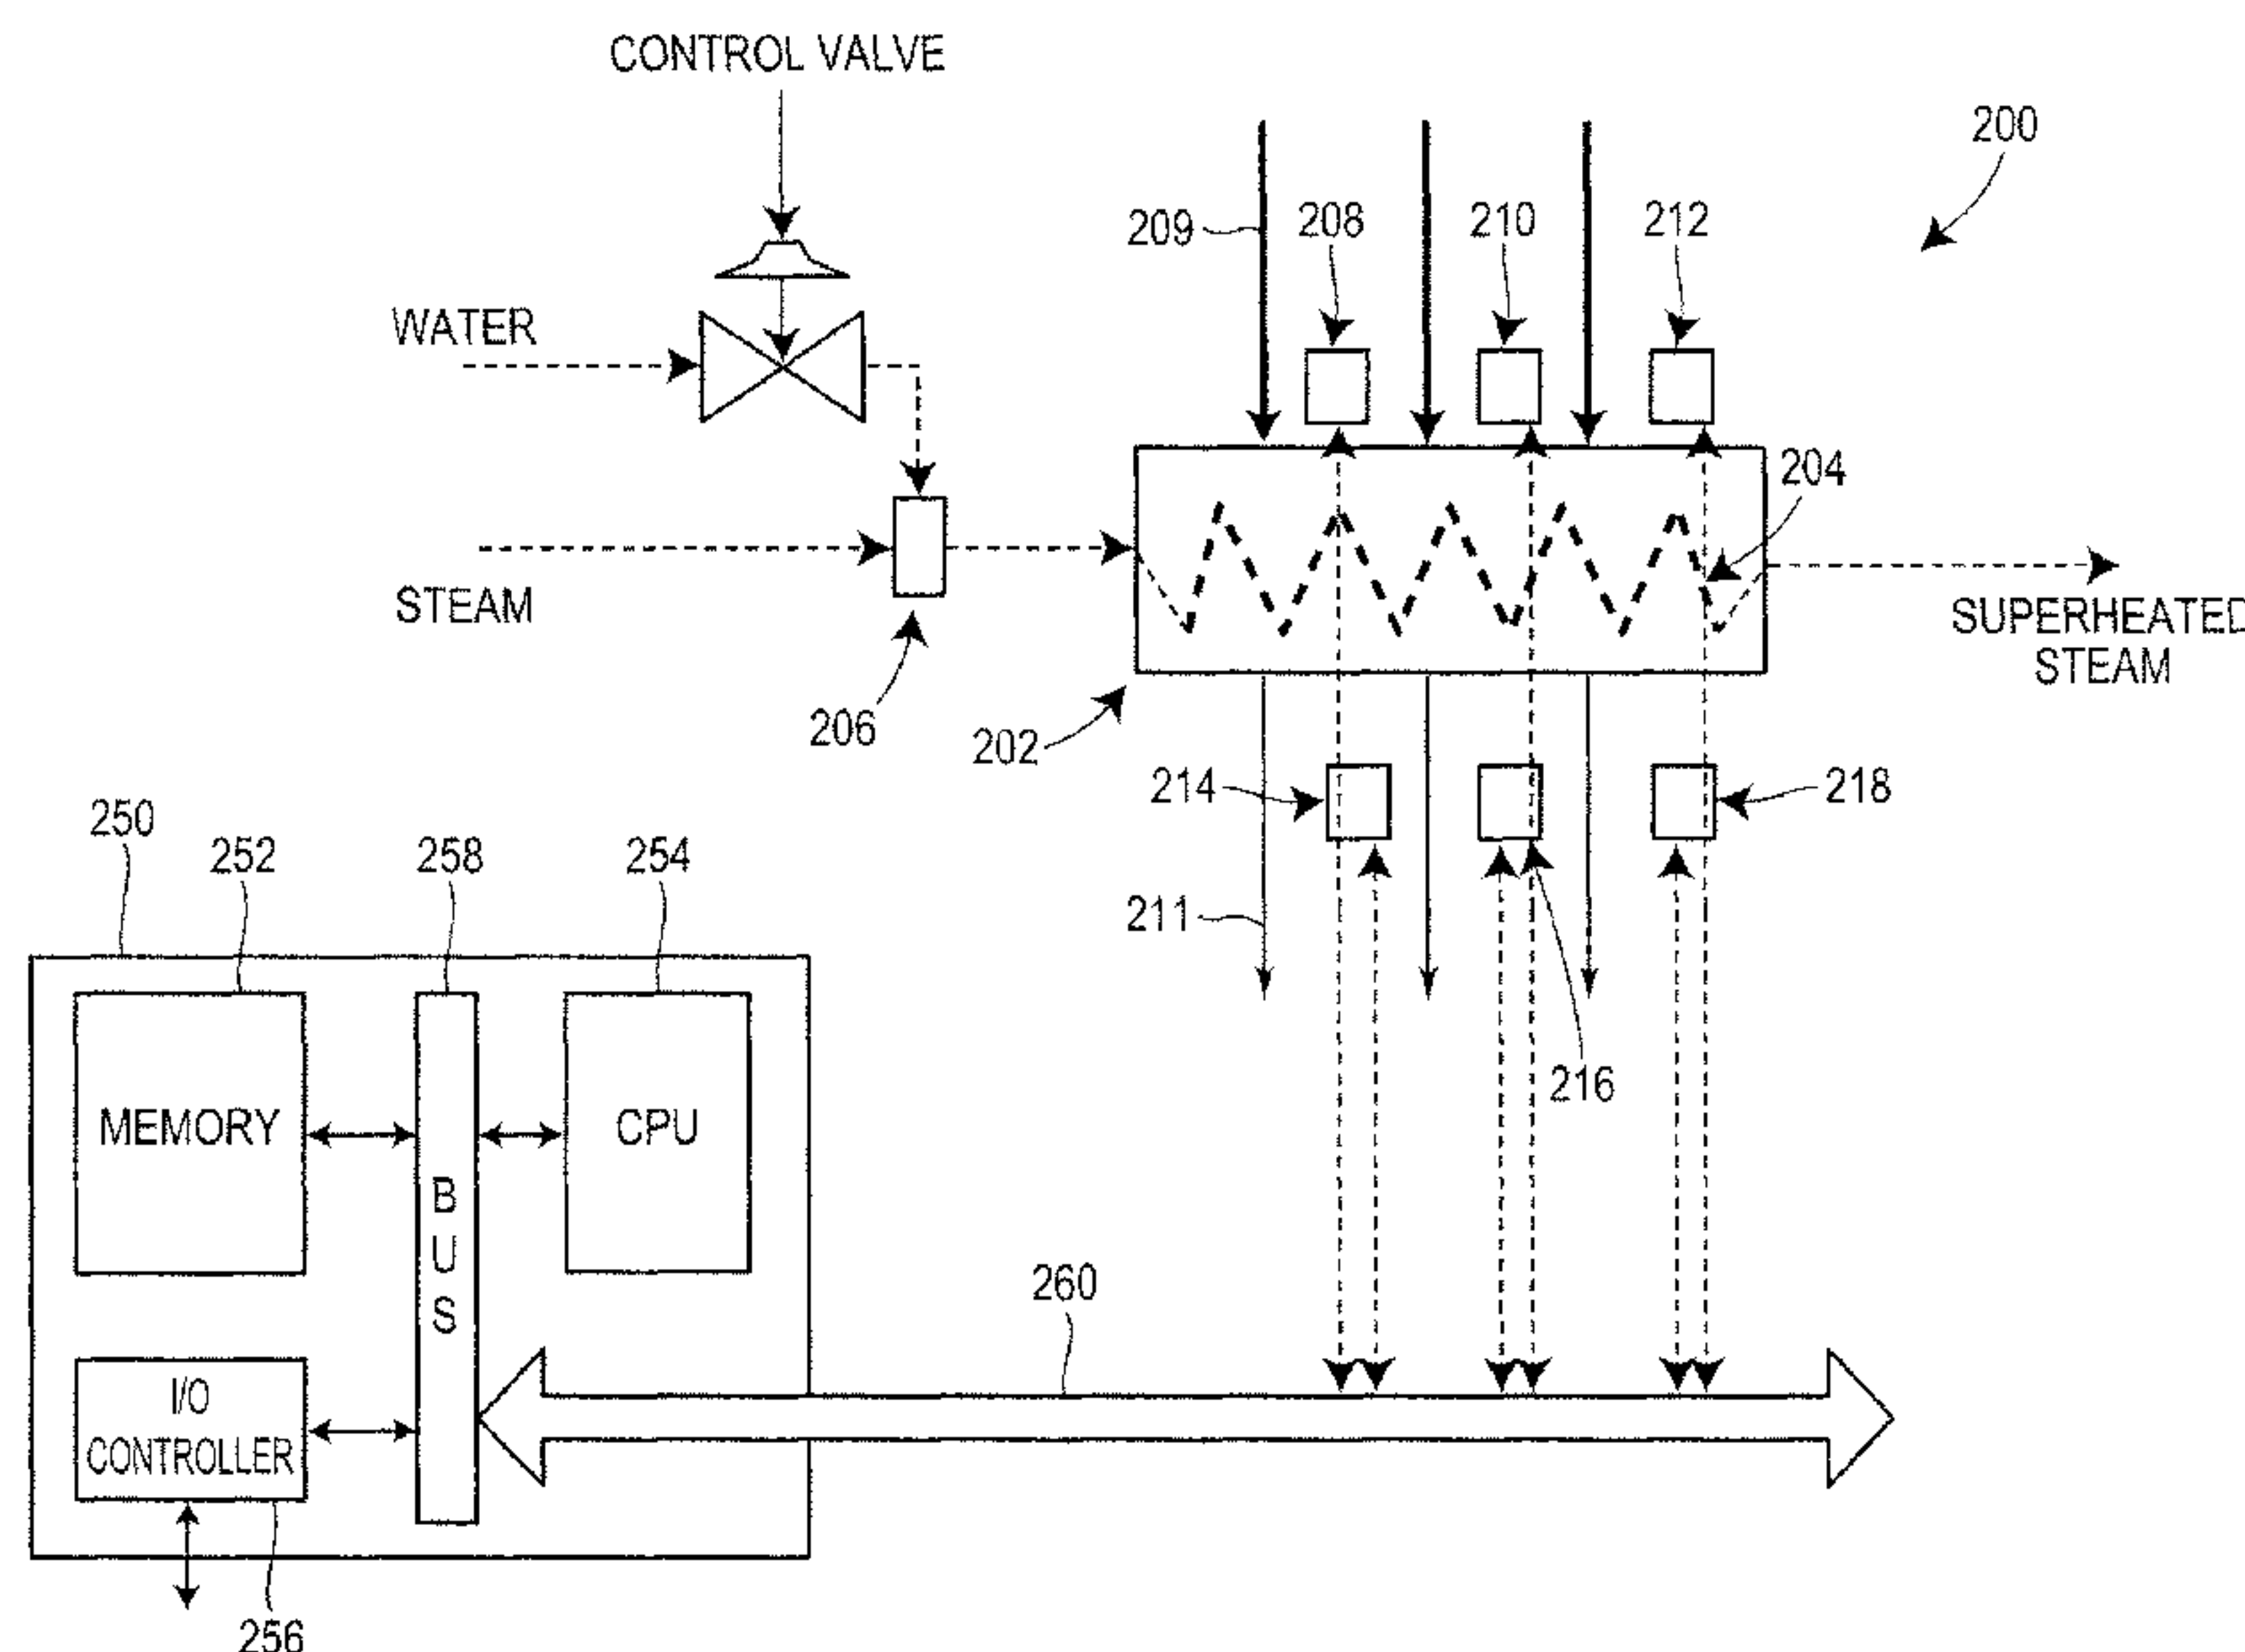 CONTROL VALVE
200
209
208
210
212
WATER
204
STEAM
SUPERHEATED
STEAM
206
202
214
218
250
252
258
254
211
216
MEMORY
BUS
CPU
260
I/O
CONTROLLER
256